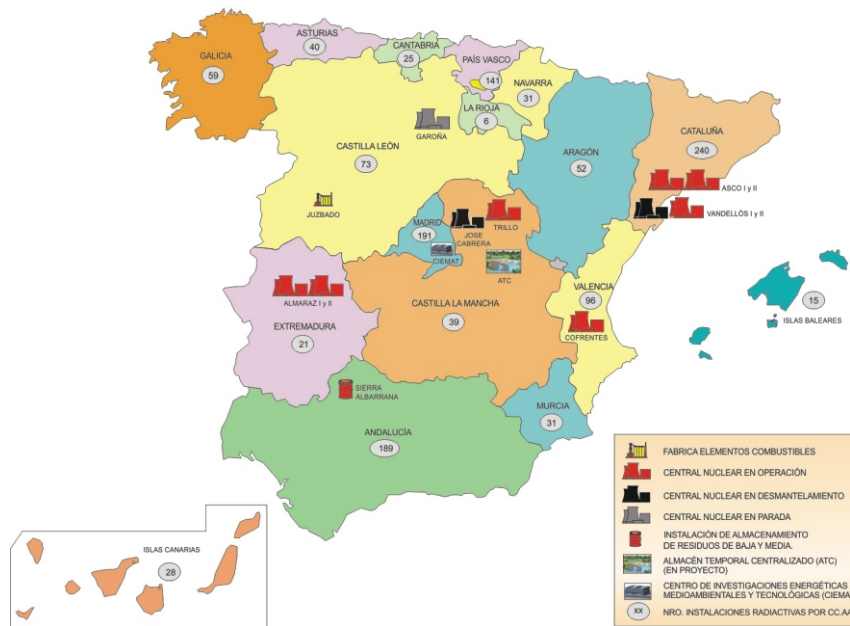 ASTURIAS
40
CANTABRIA
25
GALICIA
59
PAÍS VASCO
141
NAVARRA
31
LA RIOJA
6
GAROÑA
CASTILLA LEÓN
73
ARAGÓN
52
CATALUÑA
240
ASCO I y II
VANDELLÓS I y II
JUZBADO
MADRID
191
CIEMAT
JOSE
CABRERA
TRILLO
ATC
ALMARAZ I y II
EXTREMADURA
21
CASTILLA LA MANCHA
39
VALENCIA
96
COFRENTES
15
ISLAS BALEARES
SIERRA
ALBARRANA
MURCIA
31
ANDALUCÍA
189
ISLAS CANARIAS
28
FABRICA ELEMENTOS COMBUSTIBLES
CENTRAL NUCLEAR EN OPERACIÓN
CENTRAL NUCLEAR EN DESMANTELAMIENTO
CENTRAL NUCLEAR EN PARADA
INSTALACIÓN DE ALMACENAMIENTO
DE RESIDUOS DE BAJA Y MEDIA.
ALMACÉN TEMPORAL CENTRALIZADO (ATC)
(EN PROYECTO)
CENTRO DE INVESTIGACIONES ENERGÉTICAS
MEDIOAMBIENTALES Y TECNOLÓGICAS (CIEMA
XX NRO. INSTALACIONES RADIACTIVAS POR CC.AA